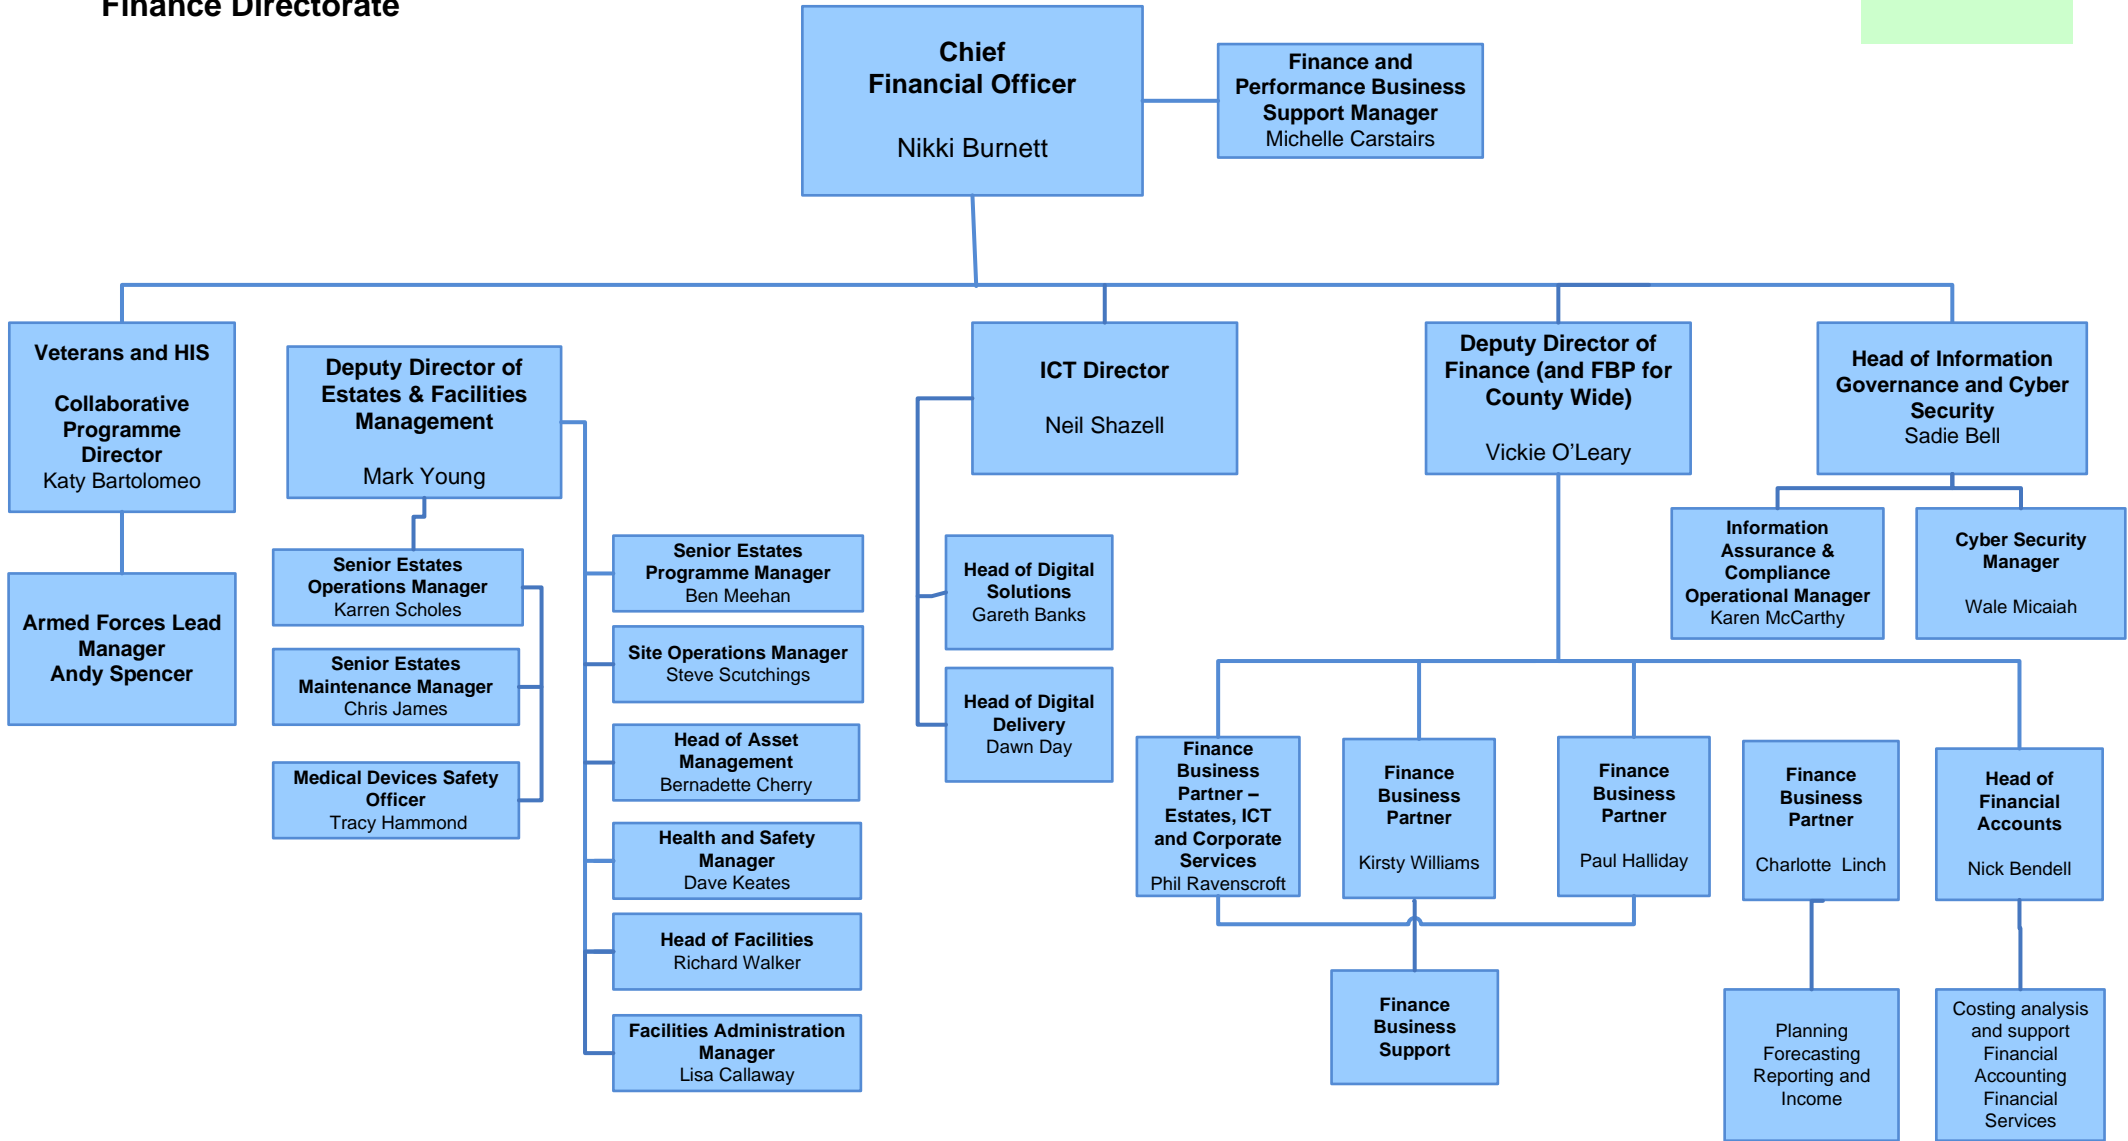 Finance Directorate
Chief
Financial Officer
Nikki Burnett
Finance and
Performance Business
Support Manager
Michelle Carstairs
Veterans and HIS
Collaborative
Programme
Director
Katy Bartolomeo
Armed Forces Lead
Manager
Andy Spencer
Deputy Director of
Estates & Facilities
Management
Mark Young
Senior Estates
Operations Manager
Karren Scholes
Senior Estates
Maintenance Manager
Chris James
Medical Devices Safety
Officer
Tracy Hammond
Senior Estates
Programme Manager
Ben Meehan
Site Operations Manager
Steve Scutchings
Head of Asset
Management
Bernadette Cherry
Health and Safety
Manager
Dave Keates
Head of Facilities
Richard Walker
Facilities Administration
Manager
Lisa Callaway
ICT Director
Neil Shazell
Head of Digital
Solutions
Gareth Banks
Head of Digital
Delivery
Dawn Day
Deputy Director of
Finance (and FBP for
County Wide)
Vickie O’Leary
Finance
Business
Partner –
Estates, ICT
and Corporate
Services
Phil Ravenscroft
Finance
Business
Partner
Kirsty Williams
Finance
Business
Partner
Paul Halliday
Finance
Business
Partner
Charlotte  Linch
Head of
Financial
Accounts
Nick Bendell
Finance
Business
Support
Planning
Forecasting
Reporting and
Income
Costing analysis
and support
Financial
Accounting
Financial
Services
Head of Information
Governance and Cyber
Security
Sadie Bell
Information
Assurance &
Compliance
Operational Manager
Karen McCarthy
Cyber Security
Manager
Wale Micaiah